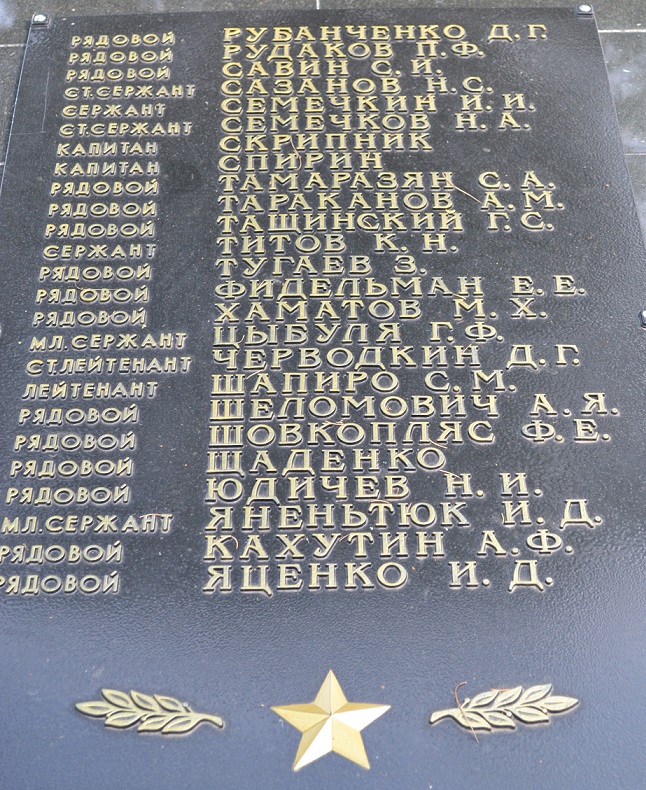 РЯДОВОЙ РУБАНЧЕНКО Д.Г.
РЯДОВОЙ РУДАКОВ П.Ф.
РЯДОВОЙ САВИН С.И.
СТ.СЕРЖАНТ САЗАНОВ Н.С.
СЕРЖАНТ СЕМЕЧКИН И.И.
СТ.СЕРЖАНТ СЕМЕЧКОВ Н.А.
КАПИТАН СКРИПНИК
КАПИТАН СПИРИН
РЯДОВОЙ ТАМАРАЗЯН С.А.
РЯДОВОЙ ТАРАКАНОВ А.М.
РЯДОВОЙ ТАШИНСКИЙ Г.С.
СЕРЖАНТ ТИТОВ К.Н.
РЯДОВОЙ ТУГАЕВ З.
РЯДОВОЙ ФИДЕЛЬМАН Е.Е.
РЯДОВОЙ ХАМАТОВ М.Х.
МЛ.СЕРЖАНТ ЦЫБУЛЯ Г.Ф.
СТ.ЛЕЙТЕНАНТ ЧЕРВОДКИН Д.Г.
ЛЕЙТЕНАНТ ШАПИРО С.М.
РЯДОВОЙ ШЕЛОМОВИЧ А.Я.
РЯДОВОЙ ШОВКОПЛЯС Ф.Е.
РЯДОВОЙ ЩАДЕНКО
РЯДОВОЙ ЮДИЧЕВ Н.И.
МЛ.СЕРЖАНТ ЯНЕНЬТЮК И.Д.
РЯДОВОЙ КАХУТИН А.Ф.
РЯДОВОЙ ЯЦЕНКО И.Д.